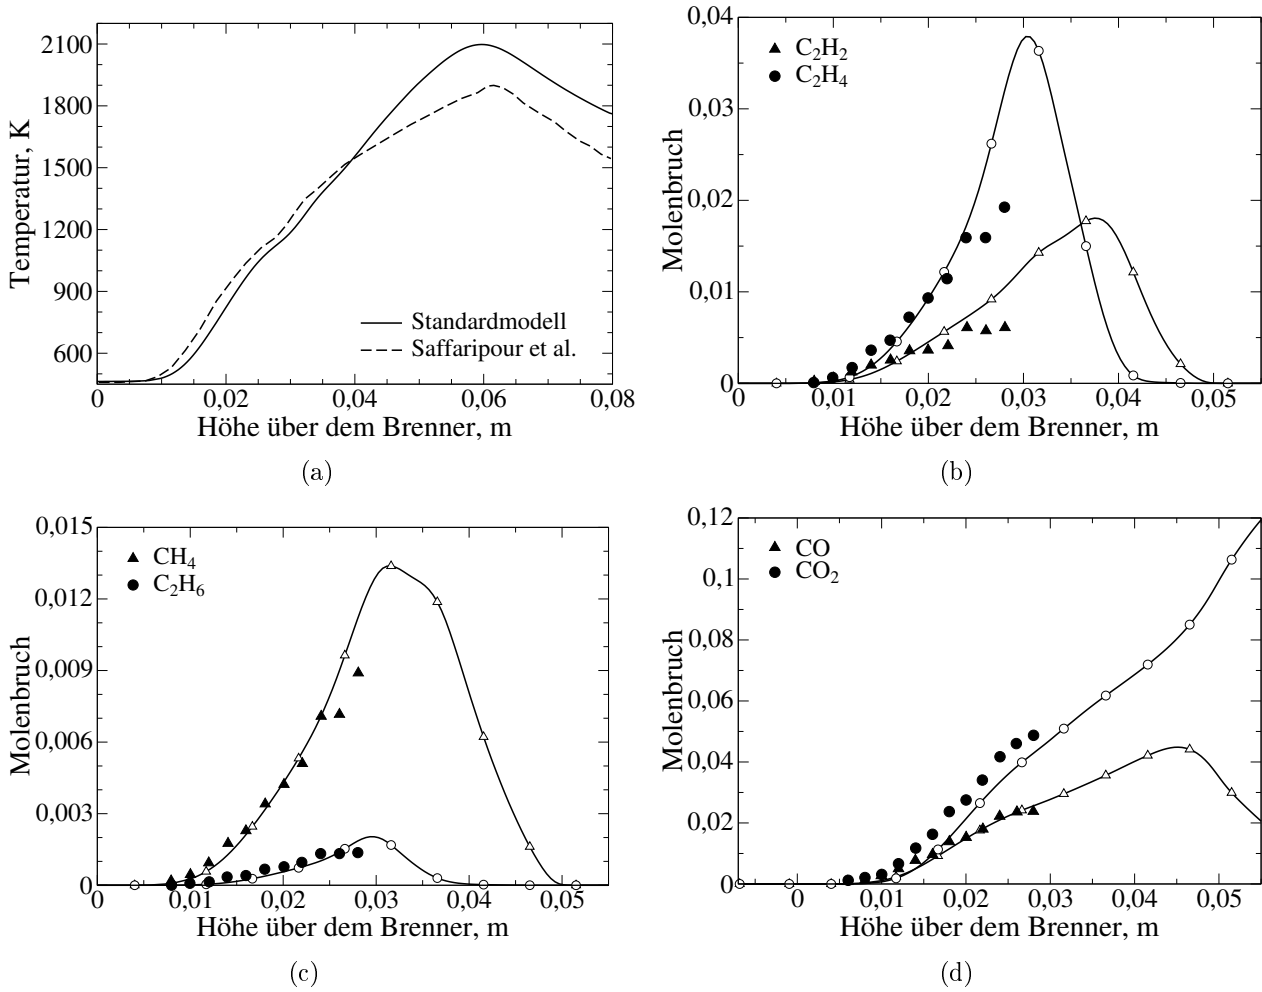 (a)
2100
1800
1500
1200
900
600
Temperatur, K
Standardmodell
Saffaripour et al.
0 0,02 0,04 0,06 0,08
Höhe über dem Brenner, m
(a)
0,04
0,03
0,02
0,01
0
Molenbruch
C2H2
C2H4
0 0,01 0,02 0,03 0,04 0,05
Höhe über dem Brenner, m
(b)
0,015
0,012
0,009
0,006
0,003
0
Molenbruch
CH4
C2H6
0 0,01 0,02 0,03 0,04 0,05
Höhe über dem Brenner, m
(c)
0,12
0,1
0,08
0,06
0,04
0,02
0
Molenbruch
CO
CO2
0 0,01 0,02 0,03 0,04 0,05
Höhe über dem Brenner, m
(d)